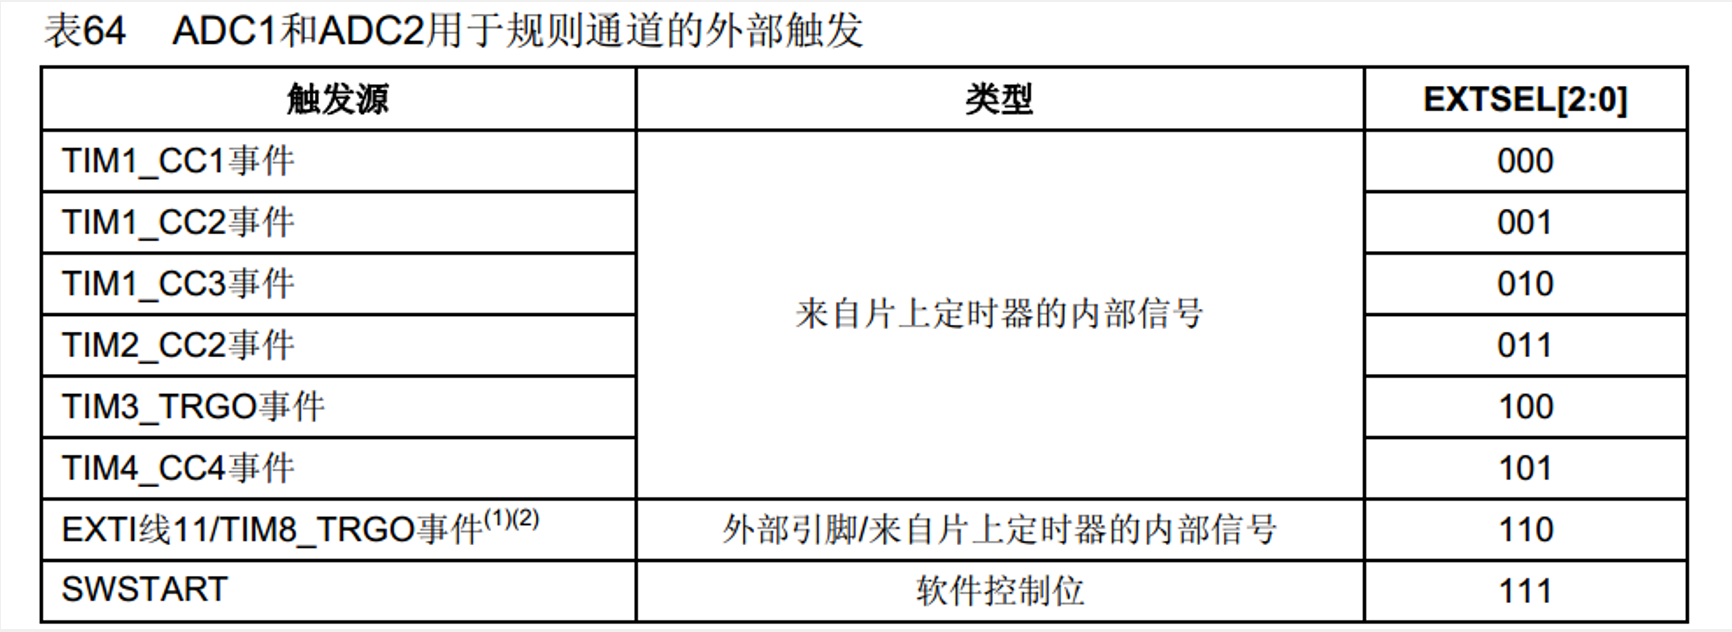 表64 ADC1和ADC2用于规则通道的外部触发
触发源 类型 EXTSEL[2:0]
TIM1_CC1事件 000
TIM1_CC2事件 001
TIM1_CC3事件 010
来自片上定时器的内部信号
TIM2_CC2事件 011
TIM3_TRGO事件 100
TIM4_CC4事件 101
EXTI线11/TIM8_TRGO事件(1)(2) 外部引脚/来自片上定时器的内部信号 110
SWSTART 软件控制位 111